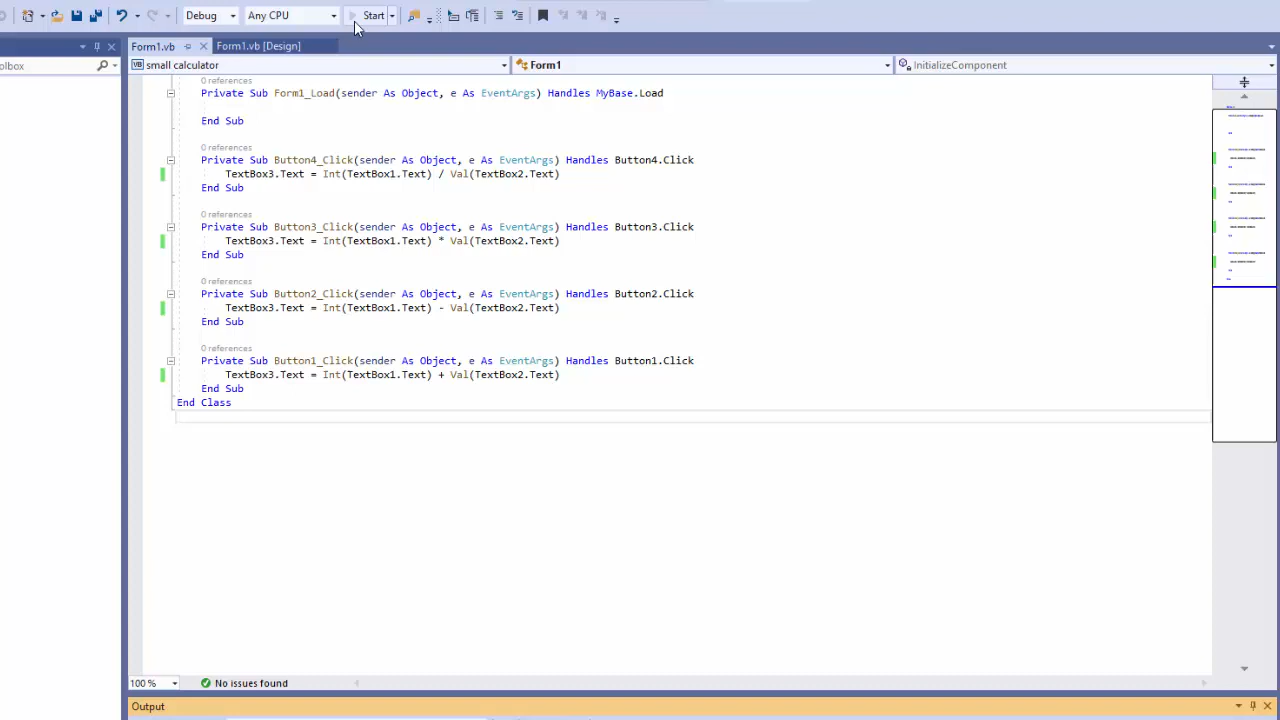 Debug Any CPU Start
Form1.vb Form1.vb [Design]
olbox
small calculator Form1 InitializeComponent
0 references
Private Sub Form1_Load(sender As Object, e As EventArgs) Handles MyBase.Load
End Sub
0 references
Private Sub Button4_Click(sender As Object, e As EventArgs) Handles Button4.Click
TextBox3.Text = Int(TextBox1.Text) / Val(TextBox2.Text)
End Sub
0 references
Private Sub Button3_Click(sender As Object, e As EventArgs) Handles Button3.Click
TextBox3.Text = Int(TextBox1.Text) * Val(TextBox2.Text)
End Sub
0 references
Private Sub Button2_Click(sender As Object, e As EventArgs) Handles Button2.Click
TextBox3.Text = Int(TextBox1.Text) - Val(TextBox2.Text)
End Sub
0 references
Private Sub Button1_Click(sender As Object, e As EventArgs) Handles Button1.Click
TextBox3.Text = Int(TextBox1.Text) + Val(TextBox2.Text)
End Sub
End Class
100 % No issues found
Output